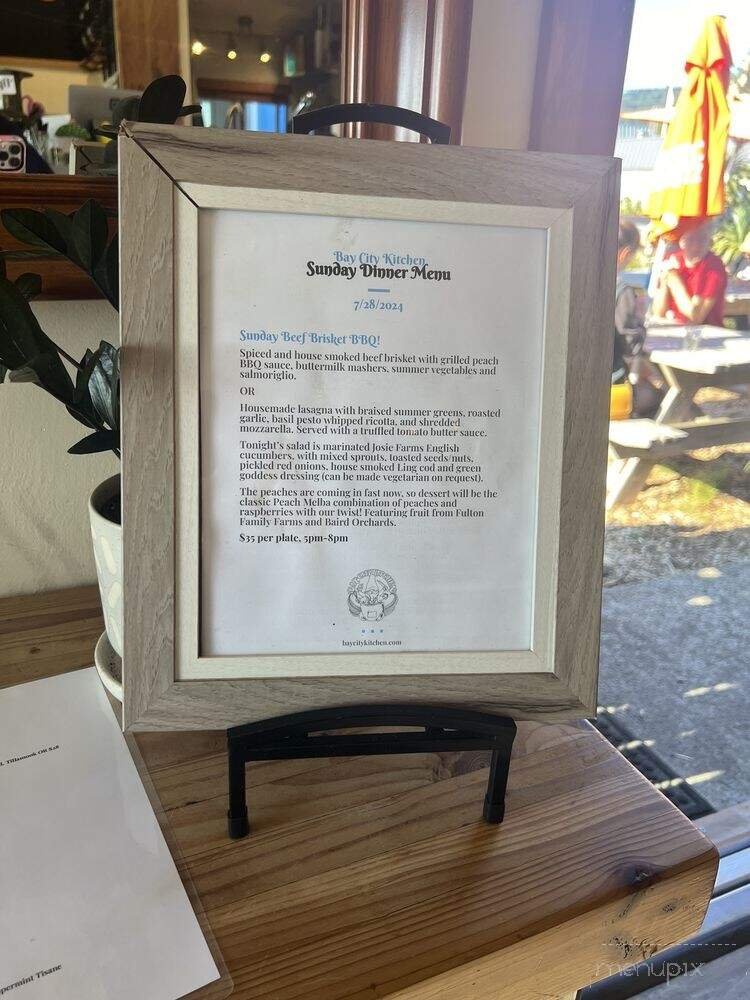 Bay City Kitchen
Sunday Dinner Menu
7/28/2024
Sunday Beef Brisket BBQ!
Spiced and house smoked beef brisket with grilled peach
BBQ sauce, buttermilk mashers, summer vegetables and
salmoriglio.
OR
Housemade lasagna with braised summer greens, roasted
garlic, basil pesto whipped ricotta, and shredded
mozzarella. Served with a truffled tomato butter sauce.
Tonight's salad is marinated Josie Farms English
cucumbers, with mixed sprouts, toasted seeds/nuts,
pickled red onions, house smoked Ling cod and green
goddess dressing (can be made vegetarian on request).
The peaches are coming in fast now, so dessert will be the
classic Peach Melba combination of peaches and
raspberries with our twist! Featuring fruit from Fulton
Family Farms and Baird Orchards.
$35 per plate, 5pm-8pm
baycitykitchen.com
Tillamook OR
Tisane
menupix